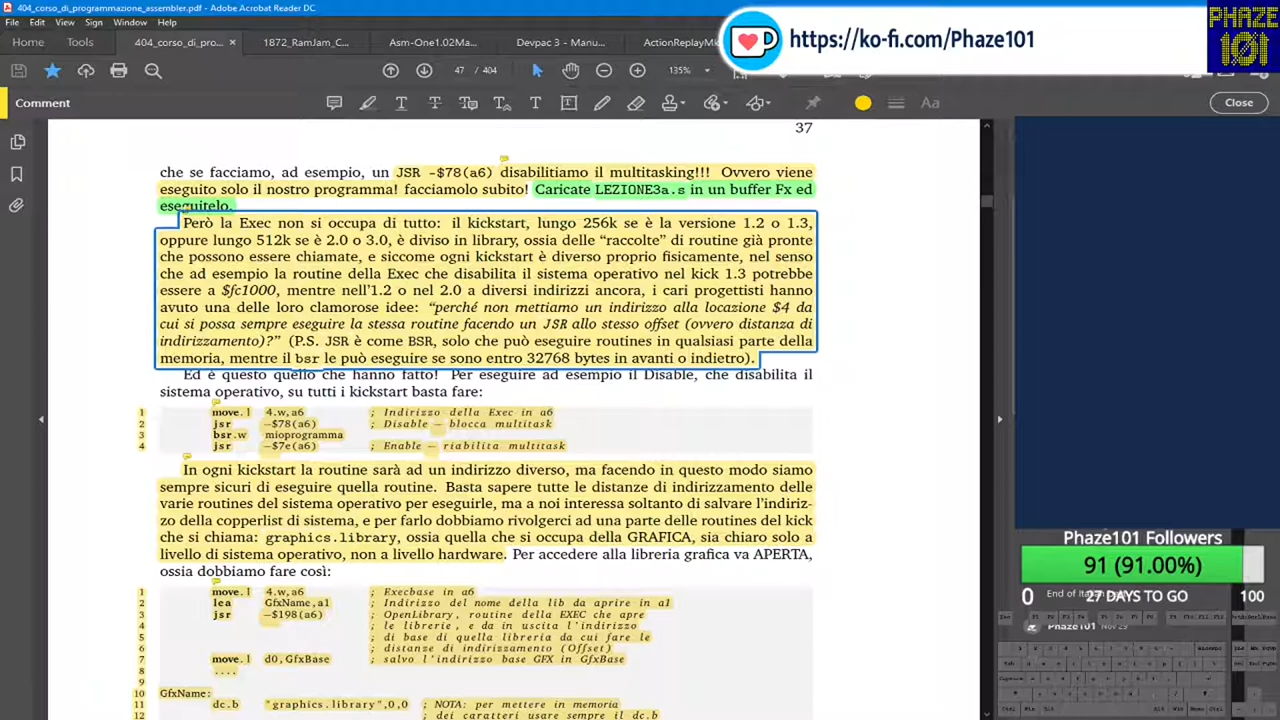 404_corso_di_programmazione_assembler.pdf - Adobe Acrobat Reader DC
File Edit View Sign Window Help
Home Tools 404_corso_di_pro... × 1872_RamJam_C... Asm-One1.02Ma... Devpac 3 - Manu... ActionReplayMk
https://ko-fi.com/Phaze101
PHAZE
101
47 / 404 135%
Comment
Aa
Close
37
che se facciamo, ad esempio, un JSR -$78(a6) disabilitiamo il multitasking!!! Ovvero viene
eseguito solo il nostro programma! facciamolo subito! Caricate LEZIONE3a.s in un buffer Fx ed
eseguitelo.
Però la Exec non si occupa di tutto: il kickstart, lungo 256k se è la versione 1.2 o 1.3,
oppure lungo 512k se è 2.0 o 3.0, è diviso in library, ossia delle “raccolte” di routine già pronte
che possono essere chiamate, e siccome ogni kickstart è diverso proprio fisicamente, nel senso
che ad esempio la routine della Exec che disabilita il sistema operativo nel kick 1.3 potrebbe
essere a $fc1000, mentre nell'1.2 o nel 2.0 a diversi indirizzi ancora, i cari progettisti hanno
avuto una delle loro clamorose idee: “perché non mettiamo un indirizzo alla locazione $4 da
cui si possa sempre eseguire la stessa routine facendo un JSR allo stesso offset (ovvero distanza di
indirizzamento)?” (P.S. JSR è come BSR, solo che può eseguire routines in qualsiasi parte della
memoria, mentre il bsr le può eseguire se sono entro 32768 bytes in avanti o indietro).
Ed è questo quello che hanno fatto! Per eseguire ad esempio il Disable, che disabilita il
sistema operativo, su tutti i kickstart basta fare:
1 move.l 4.w,a6 ; Indirizzo della Exec in a6
2 jsr -$78(a6) ; Disable - blocca multitask
3 bsr.w mioprogramma
4 jsr -$7e(a6) ; Enable - riabilita multitask
In ogni kickstart la routine sarà ad un indirizzo diverso, ma facendo in questo modo siamo
sempre sicuri di eseguire quella routine. Basta sapere tutte le distanze di indirizzamento delle
varie routines del sistema operativo per eseguirle, ma a noi interessa soltanto di salvare l'indiriz-
zo della copperlist di sistema, e per farlo dobbiamo rivolgerci ad una parte delle routines del kick
che si chiama: graphics.library, ossia quella che si occupa della GRAFICA, sia chiaro solo a
livello di sistema operativo, non a livello hardware. Per accedere alla libreria grafica va APERTA,
ossia dobbiamo fare così:
1 move.l 4.w,a6 ; Execbase in a6
2 lea GfxName,a1 ; Indirizzo del nome della lib da aprire in a1
3 jsr -$198(a6) ; OpenLibrary, routine della EXEC che apre
4 ; le librerie, e da in uscita l'indirizzo
5 ; di base di quella libreria da cui fare le
6 ; distanze di indirizzamento (Offset)
7 move.l d0,GfxBase ; salvo l'indirizzo base GFX in GfxBase
8 ....
9
10 GfxName:
11 dc.b "graphics.library",0,0 ; NOTA: per mettere in memoria
12 ; dei caratteri usare sempre il dc.b
Phaze101 Followers
91 (91.00%)
0 27 DAYS TO GO 100
Phaze101